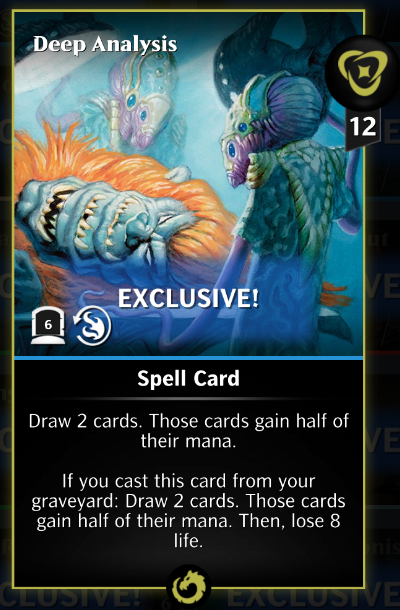 Deep Analysis
12
EXCLUSIVE!
6
Spell Card
Draw 2 cards. Those cards gain half of
their mana.
If you cast this card from your
graveyard: Draw 2 cards. Those cards
gain half of their mana. Then, lose 8
life.